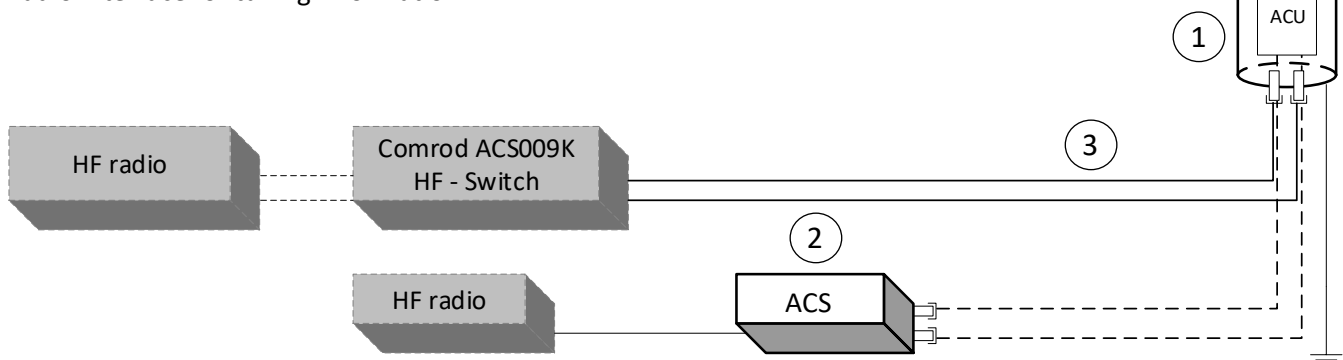 ACU
1
HF radio
Comrod ACS009K
HF - Switch
3
2
HF radio
ACS